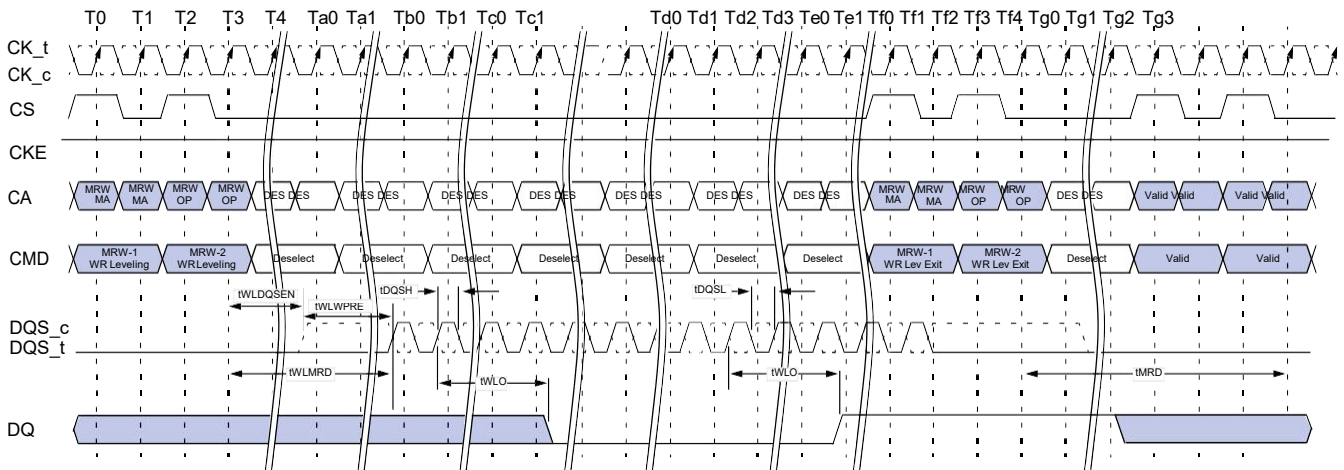 T0 T1 T2 T3 T4 Ta0 Ta1 Tb0 Tb1 Tc0 Tc1 Td0 Td1 Td2 Td3 Te0 Te1 Tf0 Tf1 Tf2 Tf3 Tf4 Tg0 Tg1 Tg2 Tg3
CK_t
CK_c
CS
CKE
CA
MRW MRW MRW MRW DES DES DES DES DES DES DES DES DES DES DES DES DES DES MRW MRW MRW MRW DES DES Valid Valid Valid Valid
MA MA OP OP MA MA OP OP
CMD
MRW-1 MRW-2 Deselect Deselect Deselect Deselect Deselect Deselect Deselect MRW-1 MRW-2 Deselect Valid Valid
WR Leveling WR Leveling WR Lev Exit WR Lev Exit
tWLDQSEN tDQSH tDQSL
tWLWPRE
DQS_c
DQS_t
tWLMRD tWLO tWLO tMRD
DQ